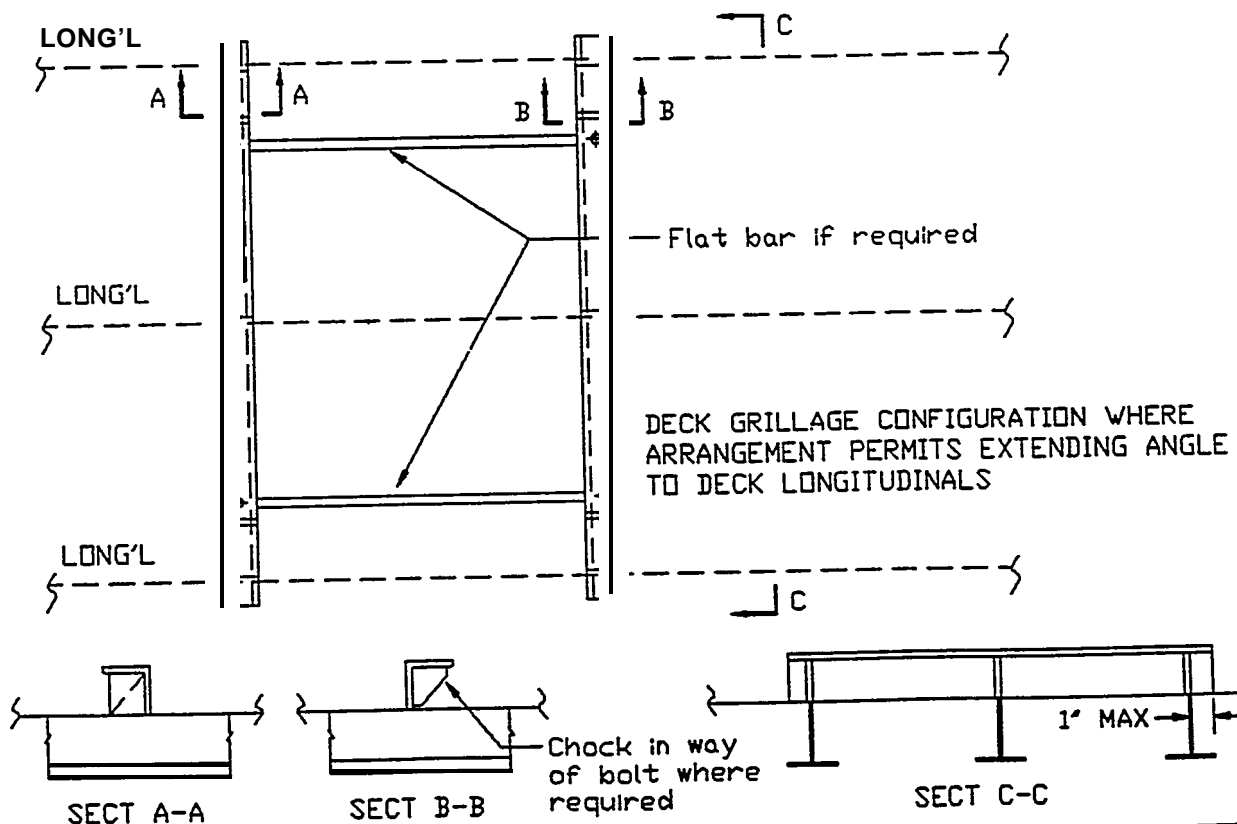 LONG'L
C
A
A
B
B
Flat bar if required
LONG'L
DECK GRILLAGE CONFIGURATION WHERE
ARRANGEMENT PERMITS EXTENDING ANGLE
TO DECK LONGITUDINALS
LONG'L
C
1" MAX
Chock in way
of bolt where
required
SECT A-A
SECT B-B
SECT C-C